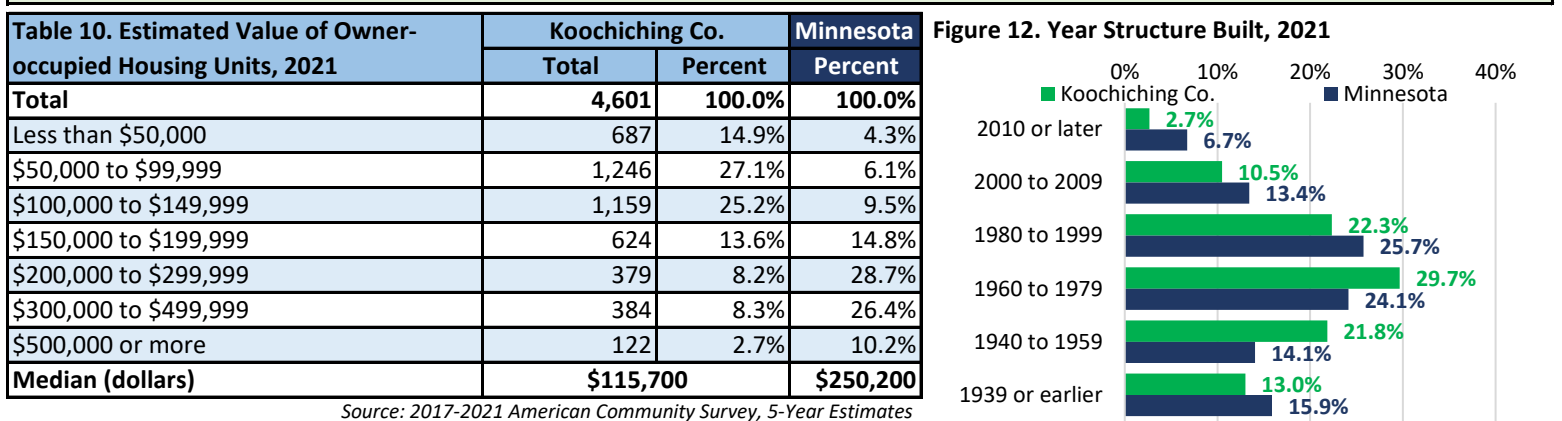 Table 10. Estimated Value of Owner-occupied Housing Units, 2021 Koochiching Co. Minnesota
Total Percent Percent
Total 4,601 100.0% 100.0%
Less than $50,000 687 14.9% 4.3%
$50,000 to $99,999 1,246 27.1% 6.1%
$100,000 to $149,999 1,159 25.2% 9.5%
$150,000 to $199,999 624 13.6% 14.8%
$200,000 to $299,999 379 8.2% 28.7%
$300,000 to $499,999 384 8.3% 26.4%
$500,000 or more 122 2.7% 10.2%
Median (dollars) $115,700 $250,200
Source: 2017-2021 American Community Survey, 5-Year Estimates
Figure 12. Year Structure Built, 2021
0% 10% 20% 30% 40%
Koochiching Co. Minnesota
2010 or later 2.7% 6.7%
2000 to 2009 10.5% 13.4%
1980 to 1999 22.3% 25.7%
1960 to 1979 29.7% 24.1%
1940 to 1959 21.8% 14.1%
1939 or earlier 13.0% 15.9%